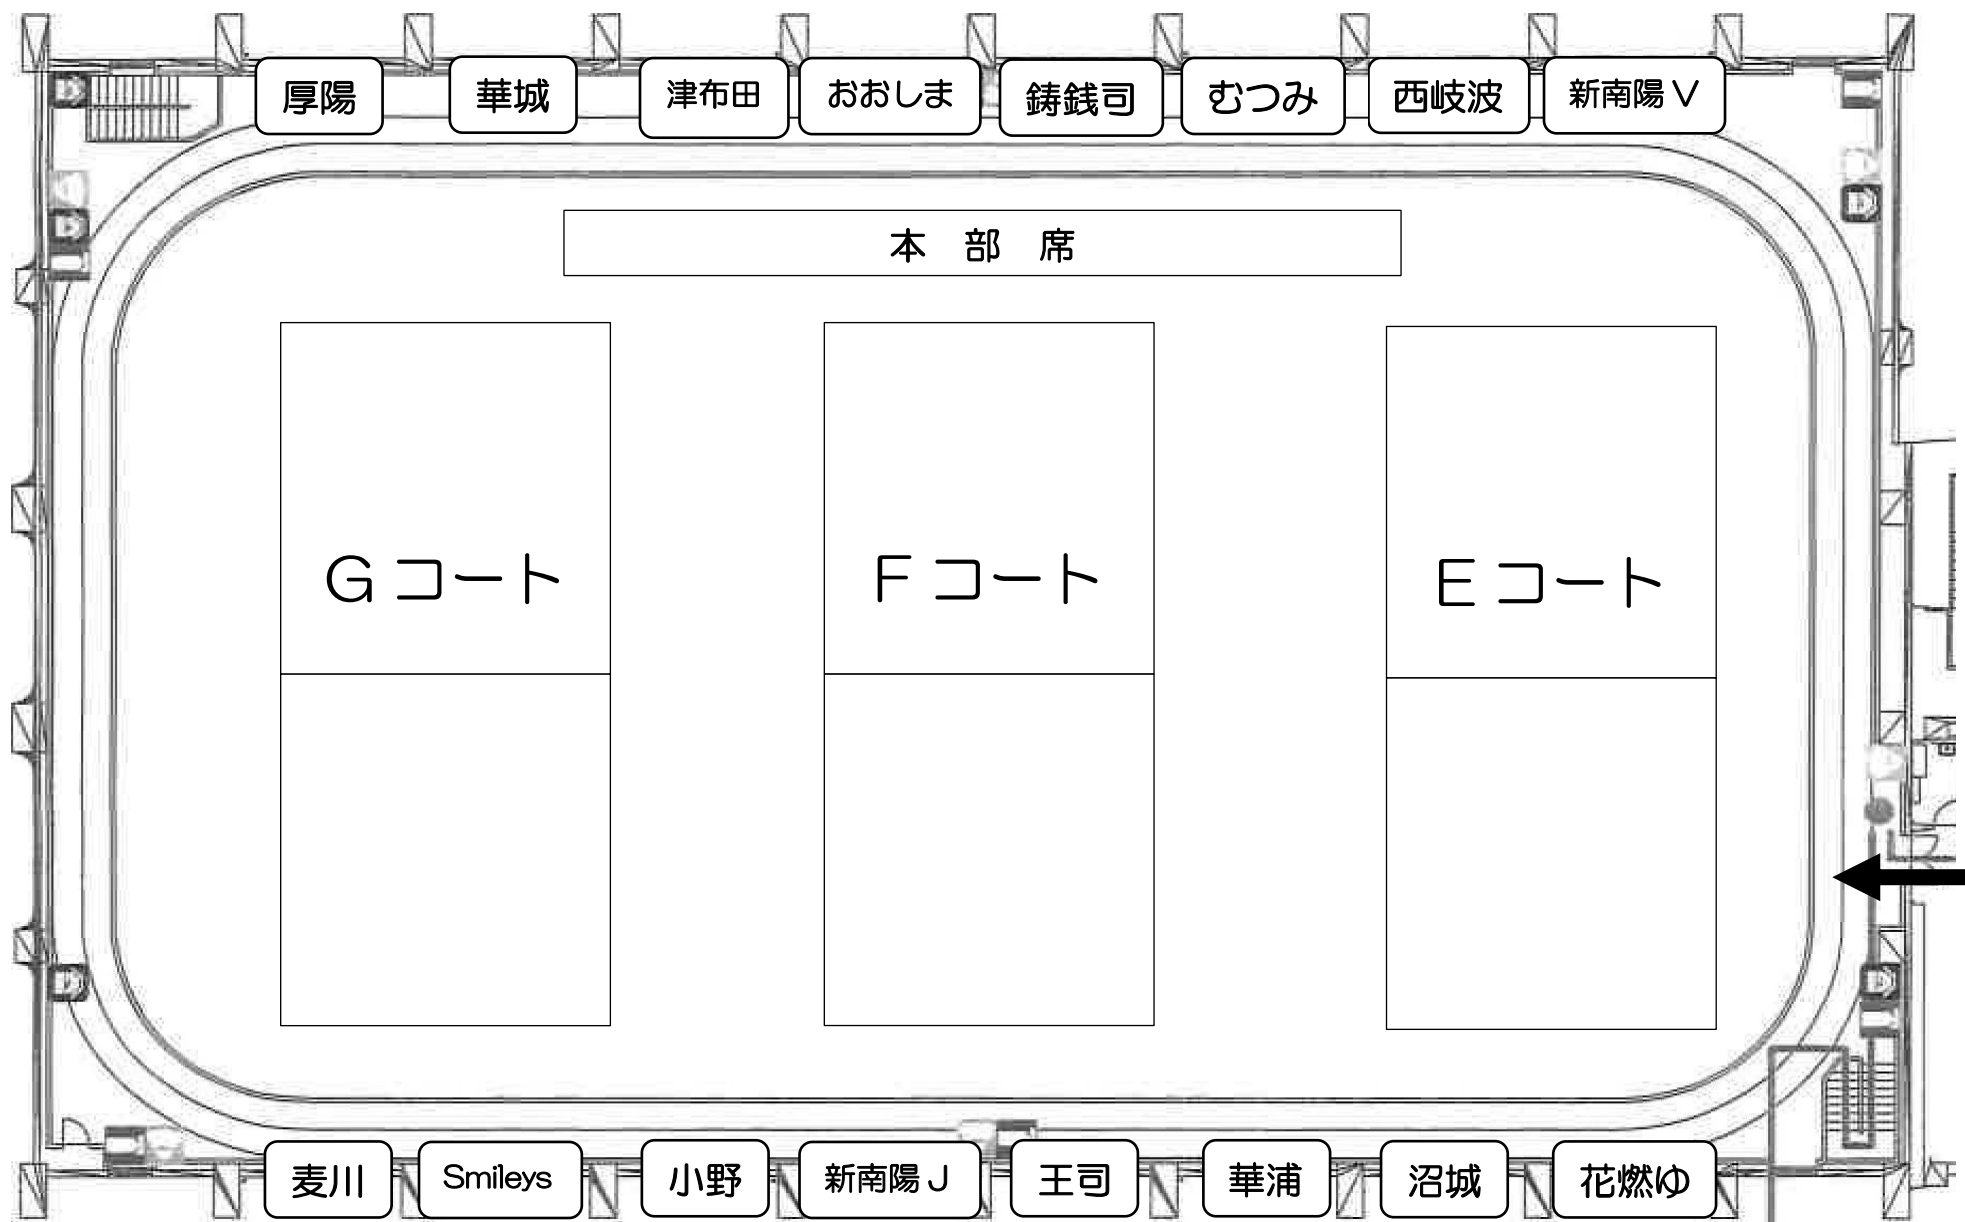 厚陽 華城 津布田 おおしま 鋳銭司 むつみ 西岐波 新南陽V
本部席
Gコート Fコート Eコート
麦川 Smileys 小野 新南陽J 王司 華浦 沼城 花燃ゆ